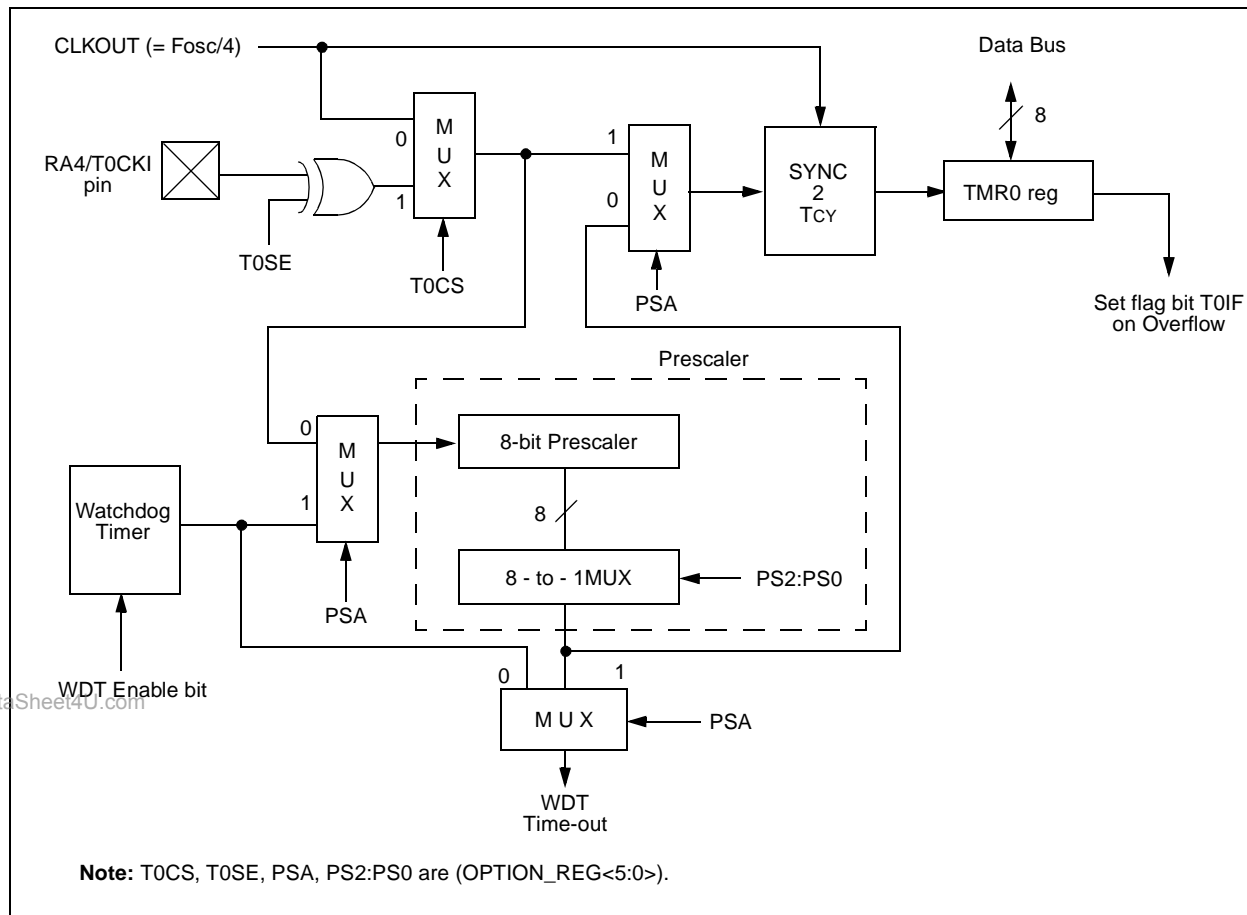 CLKOUT (= Fosc/4)
Data Bus
8
RA4/T0CKI
pin
T0SE
0
1
M
U
X
T0CS
1
0
M
U
X
PSA
SYNC
2
TCY
TMR0 reg
Set flag bit T0IF
on Overflow
Prescaler
0
1
M
U
X
PSA
8-bit Prescaler
8
8 - to - 1MUX
PS2:PS0
Watchdog
Timer
WDT Enable bit
taSheet4U.com
0
1
M U X
PSA
WDT
Time-out
Note: T0CS, T0SE, PSA, PS2:PS0 are (OPTION_REG<5:0>).